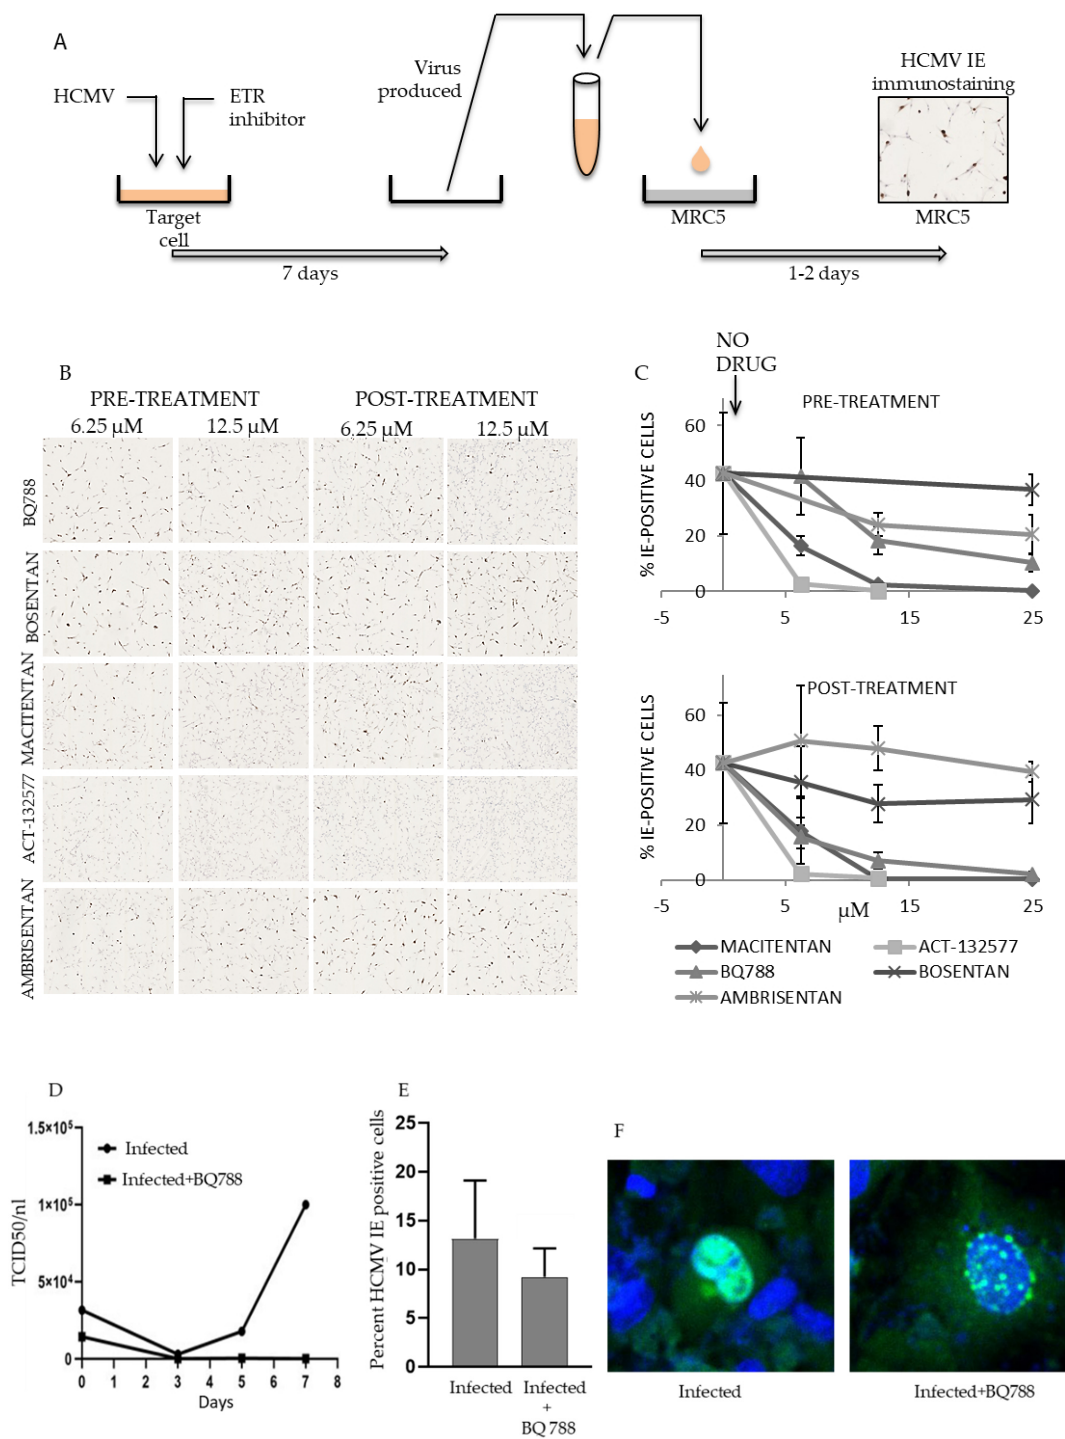 A
HCMV
ETR
inhibitor
Target
cell
7 days
Virus
produced
MRC5
HCMV IE
immunostaining
MRC5
1-2 days
B
PRE-TREATMENT
POST-TREATMENT
6.25 µM
12.5 µM
6.25 µM
12.5 µM
BQ788
BOSENTAN
MACITENTAN
ACT-132577
AMBRISENTAN
NO
DRUG
C
PRE-TREATMENT
% IE-POSITIVE CELLS
60
40
20
0
-5
5
15
25
POST-TREATMENT
% IE-POSITIVE CELLS
60
40
20
0
-5
5
15
25
µM
MACITENTAN
ACT-132577
BQ788
BOSENTAN
AMBRISENTAN
D
TCID50/nl
1.5×10⁵
1×10⁵
5×10⁴
0
Infected
Infected+BQ788
0
1
2
3
4
5
6
7
8
Days
E
Percent HCMV IE positive cells
25
20
15
10
5
0
Infected
Infected
+
BQ 788
F
Infected
Infected+BQ788